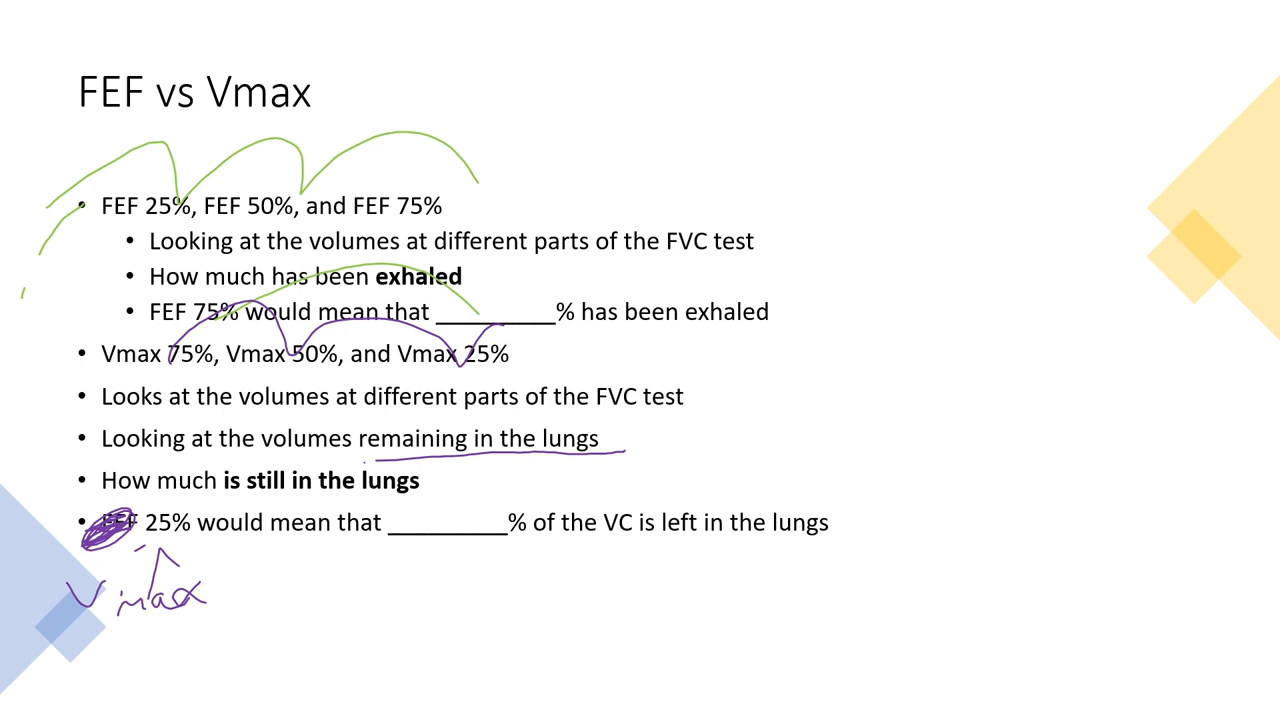 FEF vs Vmax
• FEF 25%, FEF 50%, and FEF 75%
• Looking at the volumes at different parts of the FVC test
• How much has been exhaled
• FEF 75% would mean that __________% has been exhaled
• Vmax 75%, Vmax 50%, and Vmax 25%
• Looks at the volumes at different parts of the FVC test
• Looking at the volumes remaining in the lungs
• How much is still in the lungs
• FEF 25% would mean that __________% of the VC is left in the lungs
Vmax